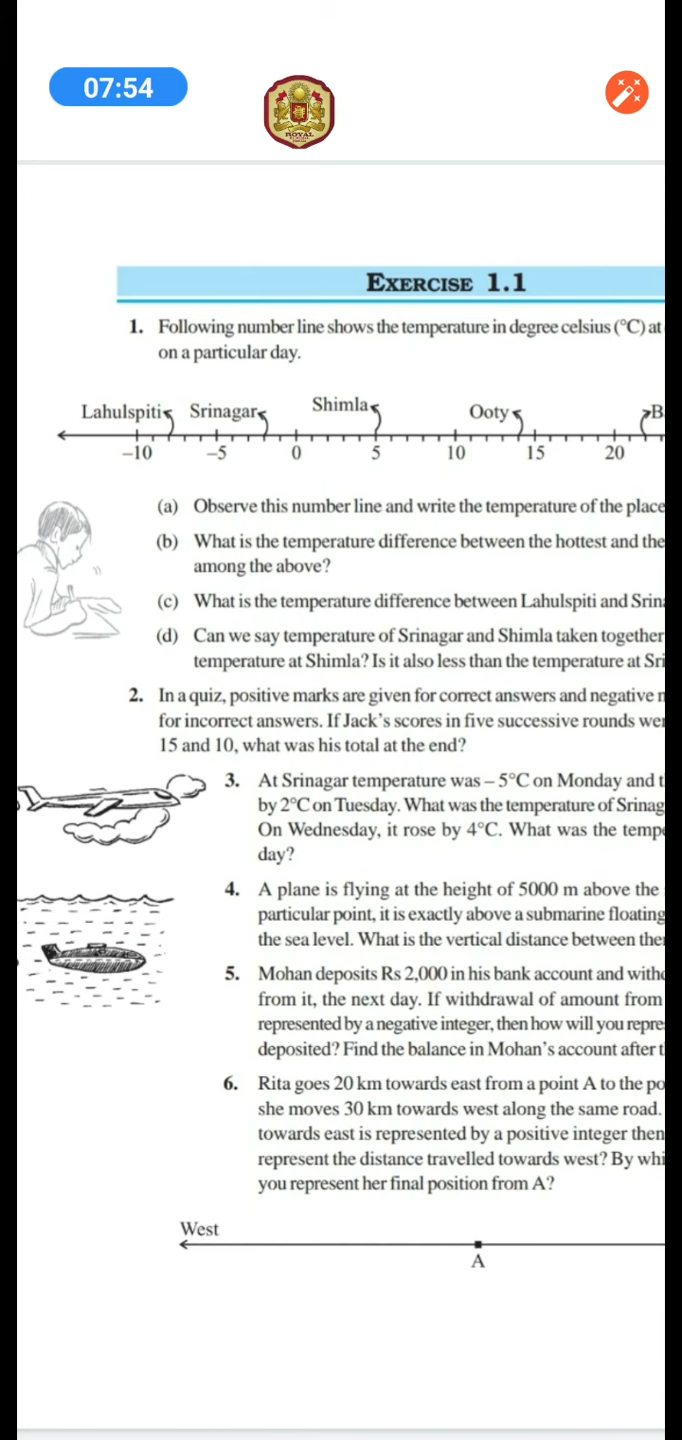 07:54
ROYAL
EXERCISE 1.1
1. Following number line shows the temperature in degree celsius (°C) at
on a particular day.
Lahulspiti Srinagar Shimla Ooty B
–10 –5 0 5 10 15 20
(a) Observe this number line and write the temperature of the place
(b) What is the temperature difference between the hottest and the
among the above?
(c) What is the temperature difference between Lahulspiti and Srin
(d) Can we say temperature of Srinagar and Shimla taken together
temperature at Shimla? Is it also less than the temperature at Sri
2. In a quiz, positive marks are given for correct answers and negative
for incorrect answers. If Jack’s scores in five successive rounds wer
15 and 10, what was his total at the end?
3. At Srinagar temperature was – 5°C on Monday and t
by 2°C on Tuesday. What was the temperature of Srinag
On Wednesday, it rose by 4°C. What was the temp
day?
4. A plane is flying at the height of 5000 m above the
particular point, it is exactly above a submarine floating
the sea level. What is the vertical distance between the
5. Mohan deposits Rs 2,000 in his bank account and withd
from it, the next day. If withdrawal of amount from
represented by a negative integer, then how will you repre
deposited? Find the balance in Mohan’s account after t
6. Rita goes 20 km towards east from a point A to the po
she moves 30 km towards west along the same road.
towards east is represented by a positive integer then
represent the distance travelled towards west? By whi
you represent her final position from A?
West
A